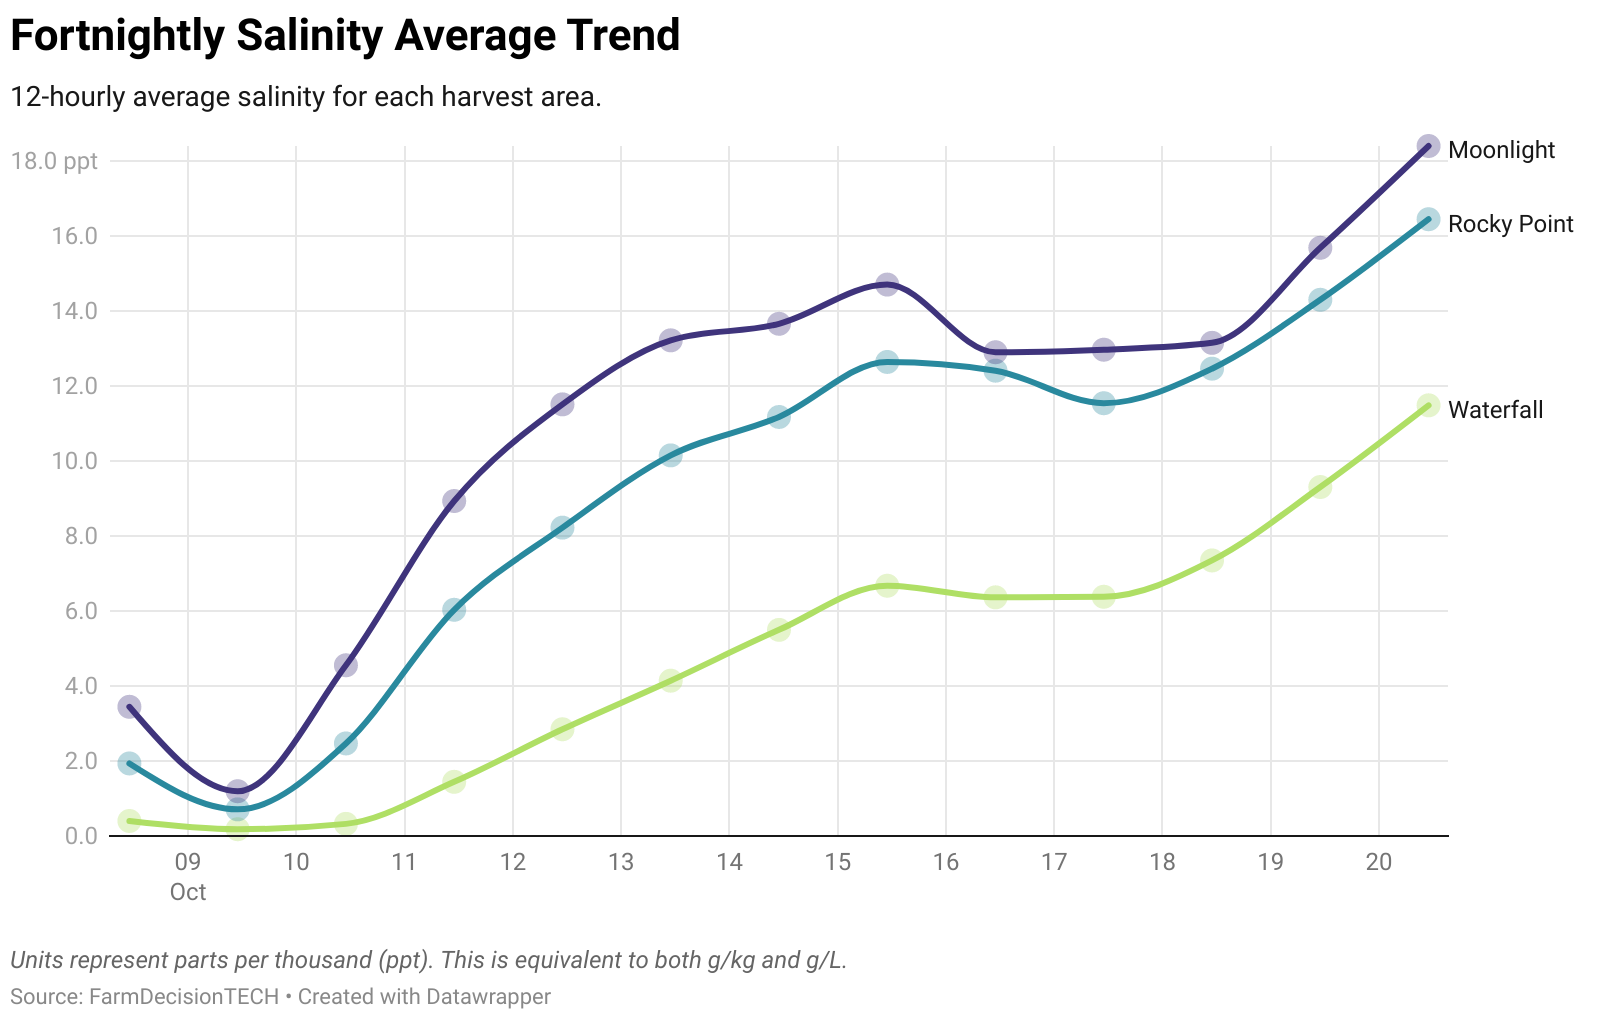 Fortnightly Salinity Average Trend
12-hourly average salinity for each harvest area.
18.0 ppt
16.0
14.0
12.0
10.0
8.0
6.0
4.0
2.0
0.0
Moonlight
Rocky Point
Waterfall
09 10 11 12 13 14 15 16 17 18 19 20
Oct
Units represent parts per thousand (ppt). This is equivalent to both g/kg and g/L.
Source: FarmDecisionTECH • Created with Datawrapper